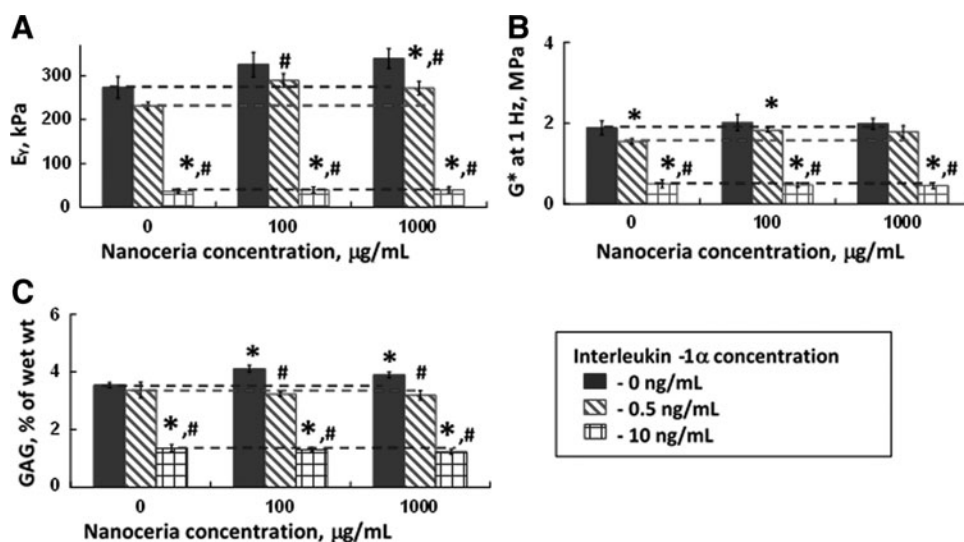 A
300
200
100
0
E_Y, kPa
#
*,#
*,#
*,#
*,#
0 100 1000
Nanoceria concentration, µg/mL
B
4
2
0
G* at 1 Hz, MPa
*
*
*,#
*,#
*,#
0 100 1000
Nanoceria concentration, µg/mL
C
6
4
2
0
GAG, % of wet wt
*
#
*
#
*,#
*,#
*,#
0 100 1000
Nanoceria concentration, µg/mL
Interleukin -1α concentration
- 0 ng/mL
- 0.5 ng/mL
- 10 ng/mL